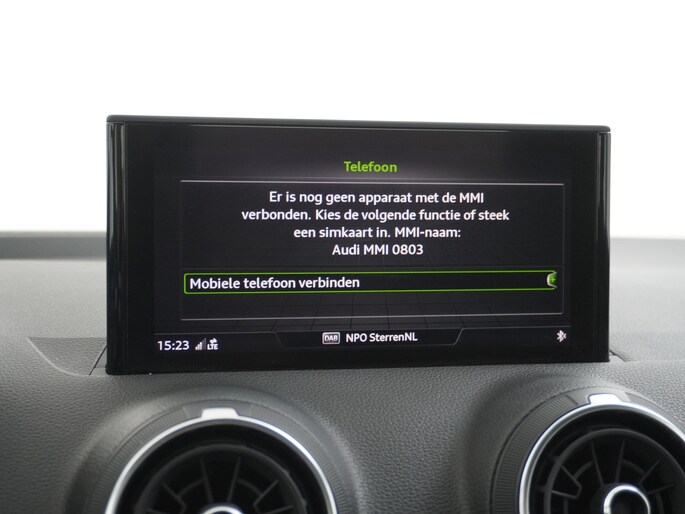 Telefoon
Er is nog geen apparaat met de MMI
verbonden. Kies de volgende functie of steek
een simkaart in. MMI-naam:
Audi MMI 0803
Mobiele telefoon verbinden
15:23 LTE DAB NPO SterrenNL